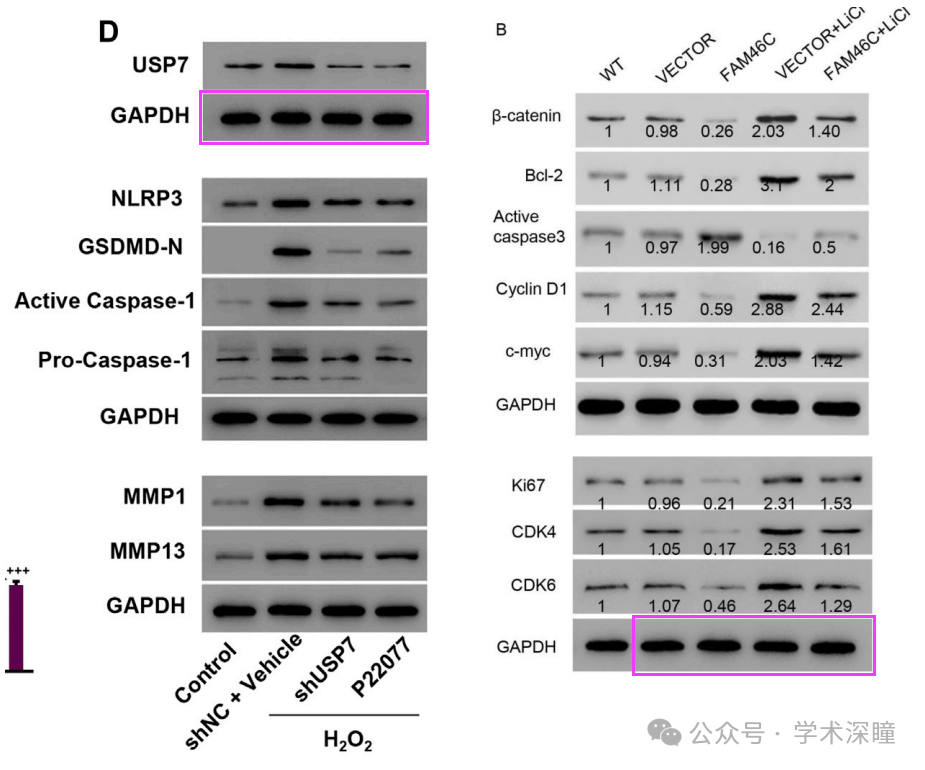 D
USP7
GAPDH
NLRP3
GSDMD-N
Active Caspase-1
Pro-Caspase-1
GAPDH
MMP1
MMP13
GAPDH
+++
Control
shNC + Vehicle
shUSP7
P22077
H₂O₂
B
WT
VECTOR
FAM46C
VECTOR+LiCl
FAM46C+LiCl
β-catenin
1 0.98 0.26 2.03 1.40
Bcl-2
1 1.11 0.28 3.1 2
Active
caspase3
1 0.97 1.99 0.16 0.5
Cyclin D1
1 1.15 0.59 2.88 2.44
c-myc
1 0.94 0.31 2.03 1.42
GAPDH
Ki67
1 0.96 0.21 2.31 1.53
CDK4
1 1.05 0.17 2.53 1.61
CDK6
1 1.07 0.46 2.64 1.29
GAPDH
公众号 · 学术深瞳